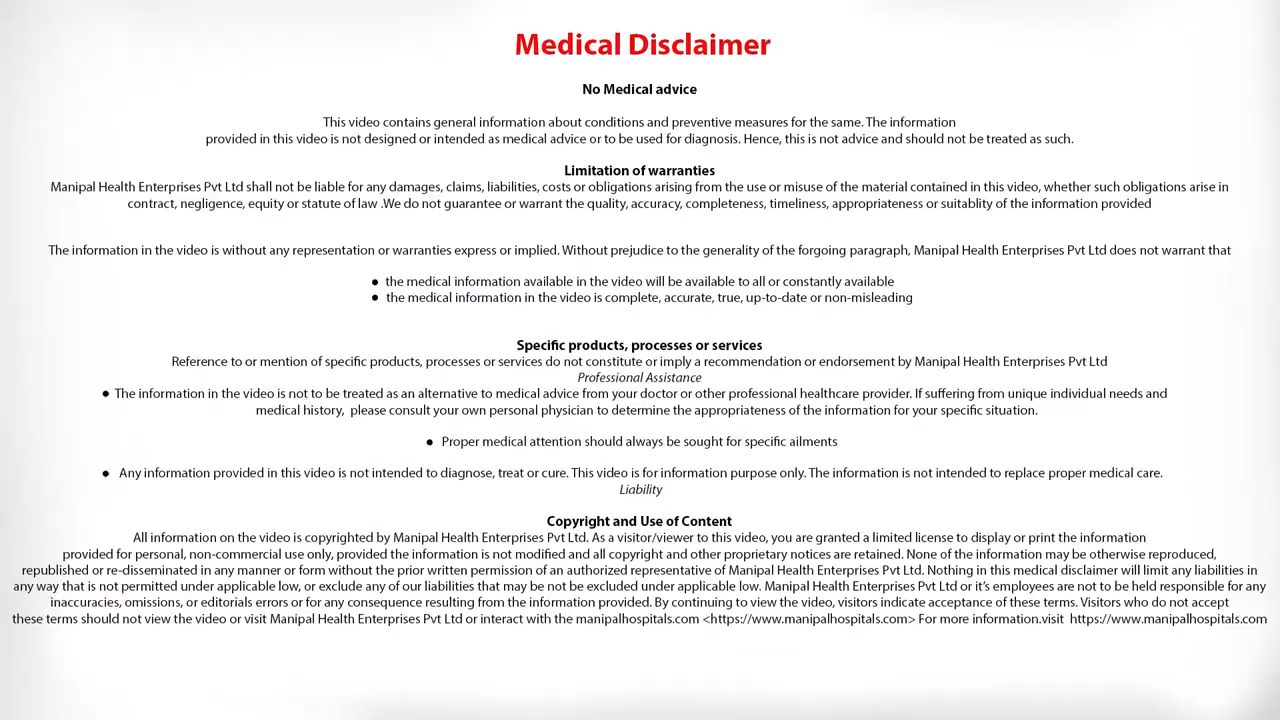 Medical Disclaimer
No Medical advice
This video contains general information about conditions and preventive measures for the same. The information
provided in this video is not designed or intended as medical advice or to be used for diagnosis. Hence, this is not advice and should not be treated as such.
Limitation of warranties
Manipal Health Enterprises Pvt Ltd shall not be liable for any damages, claims, liabilities, costs or obligations arising from the use or misuse of the material contained in this video, whether such obligations arise in
contract, negligence, equity or statute of law .We do not guarantee or warrant the quality, accuracy, completeness, timeliness, appropriateness or suitablity of the information provided
The information in the video is without any representation or warranties express or implied. Without prejudice to the generality of the forgoing paragraph, Manipal Health Enterprises Pvt Ltd does not warrant that
● the medical information available in the video will be available to all or constantly available
● the medical information in the video is complete, accurate, true, up-to-date or non-misleading
Specific products, processes or services
Reference to or mention of specific products, processes or services do not constitute or imply a recommendation or endorsement by Manipal Health Enterprises Pvt Ltd
Professional Assistance
● The information in the video is not to be treated as an alternative to medical advice from your doctor or other professional healthcare provider. If suffering from unique individual needs and
medical history, please consult your own personal physician to determine the appropriateness of the information for your specific situation.
● Proper medical attention should always be sought for specific ailments
● Any information provided in this video is not intended to diagnose, treat or cure. This video is for information purpose only. The information is not intended to replace proper medical care.
Liability
Copyright and Use of Content
All information on the video is copyrighted by Manipal Health Enterprises Pvt Ltd. As a visitor/viewer to this video, you are granted a limited license to display or print the information
provided for personal, non-commercial use only, provided the information is not modified and all copyright and other proprietary notices are retained. None of the information may be otherwise reproduced,
republished or re-disseminated in any manner or form without the prior written permission of an authorized representative of Manipal Health Enterprises Pvt Ltd. Nothing in this medical disclaimer will limit any liabilities in
any way that is not permitted under applicable low, or exclude any of our liabilities that may be not be excluded under applicable low. Manipal Health Enterprises Pvt Ltd or it's employees are not to be held responsible for any
inaccuracies, omissions, or editorials errors or for any consequence resulting from the information provided. By continuing to view the video, visitors indicate acceptance of these terms. Visitors who do not accept
these terms should not view the video or visit Manipal Health Enterprises Pvt Ltd or interact with the manipalhospitals.com <https://www.manipalhospitals.com> For more information.visit https://www.manipalhospitals.com